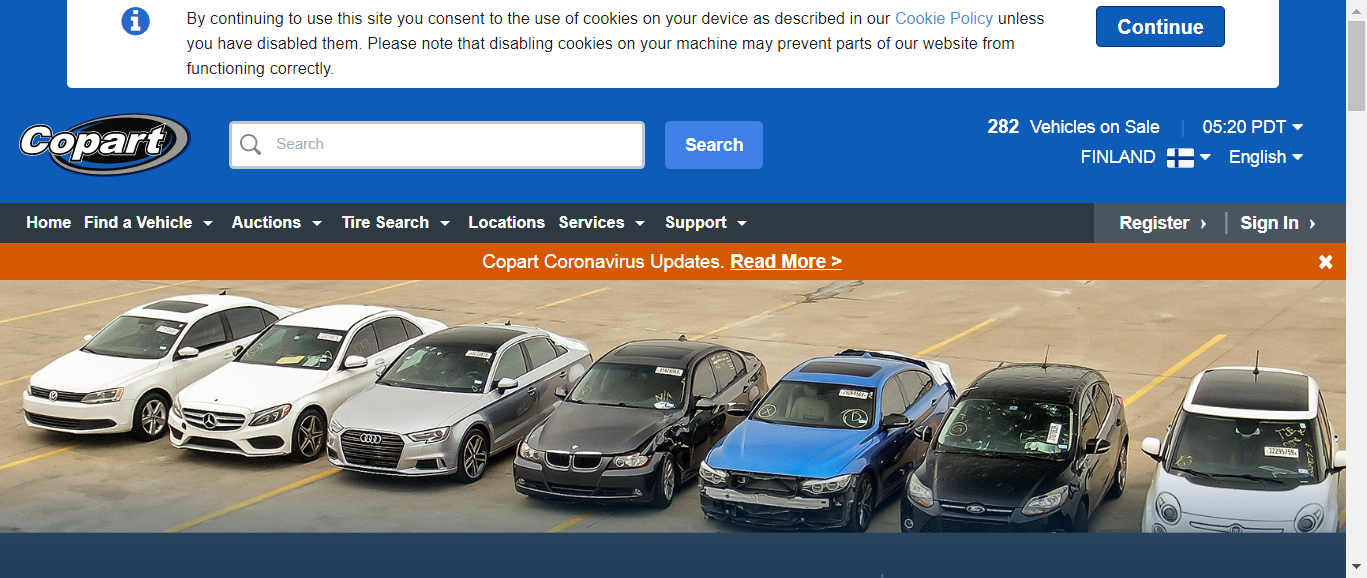 By continuing to use this site you consent to the use of cookies on your device as described in our Cookie Policy unless
you have disabled them. Please note that disabling cookies on your machine may prevent parts of our website from
functioning correctly.
Continue
Copart
Search
Search
282 Vehicles on Sale
05:20 PDT
FINLAND
English
Home
Find a Vehicle
Auctions
Tire Search
Locations
Services
Support
Register ›
Sign In ›
Copart Coronavirus Updates. Read More >
Ford
32295759